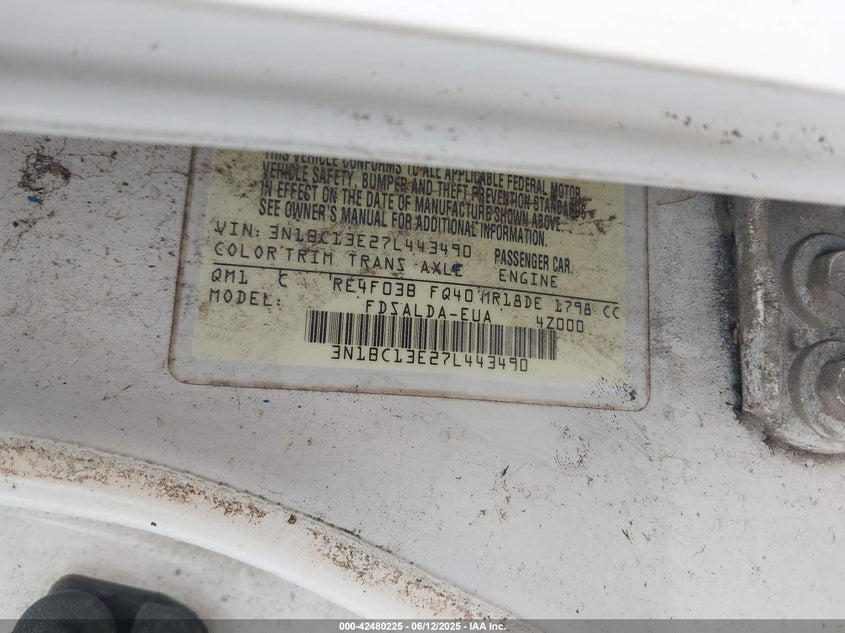 THIS VEHICLE CONFORMS TO ALL APPLICABLE FEDERAL MOTOR
VEHICLE SAFETY, BUMPER AND THEFT PREVENTION STANDARDS
IN EFFECT ON THE DATE OF MANUFACTURE SHOWN ABOVE.
SEE OWNER'S MANUAL FOR ADDITIONAL INFORMATION.
VIN: 3N1BC13E27L443490 PASSENGER CAR.
COLOR TRIM TRANS AXLE ENGINE
QM1 C RE4F03B FQ40 MR18DE 1798 CC
MODEL: FDSALDA-EUA 4Z000
3N1BC13E27L443490
000-42480225 - 06/12/2025 - IAA Inc.